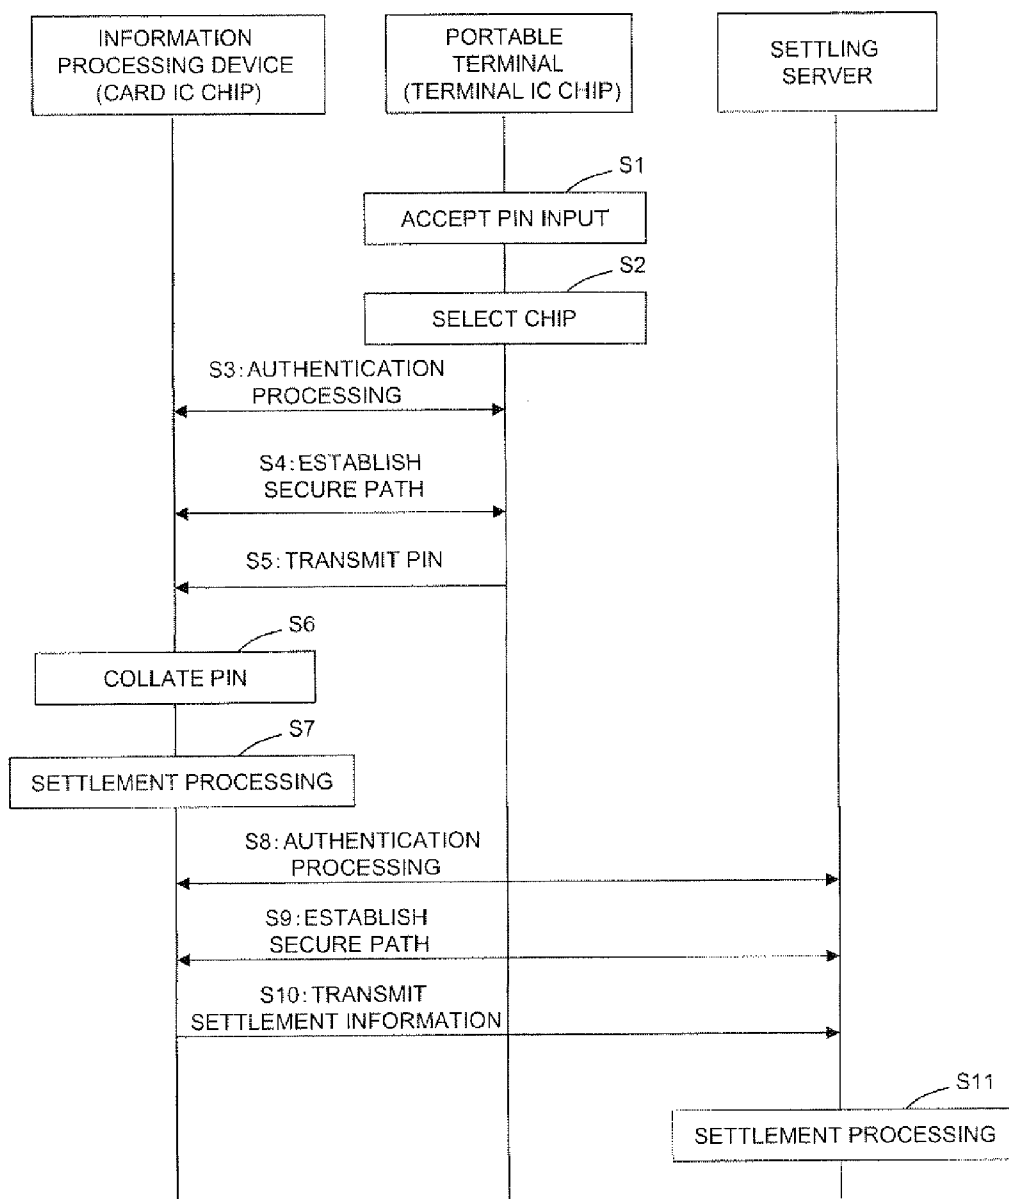 INFORMATION
PROCESSING DEVICE
(CARD IC CHIP)
PORTABLE
TERMINAL
(TERMINAL IC CHIP)
SETTLING
SERVER
S1
ACCEPT PIN INPUT
S2
SELECT CHIP
S3:AUTHENTICATION
PROCESSING
S4:ESTABLISH
SECURE PATH
S5:TRANSMIT PIN
S6
COLLATE PIN
S7
SETTLEMENT PROCESSING
S8:AUTHENTICATION
PROCESSING
S9:ESTABLISH
SECURE PATH
S10:TRANSMIT
SETTLEMENT INFORMATION
S11
SETTLEMENT PROCESSING